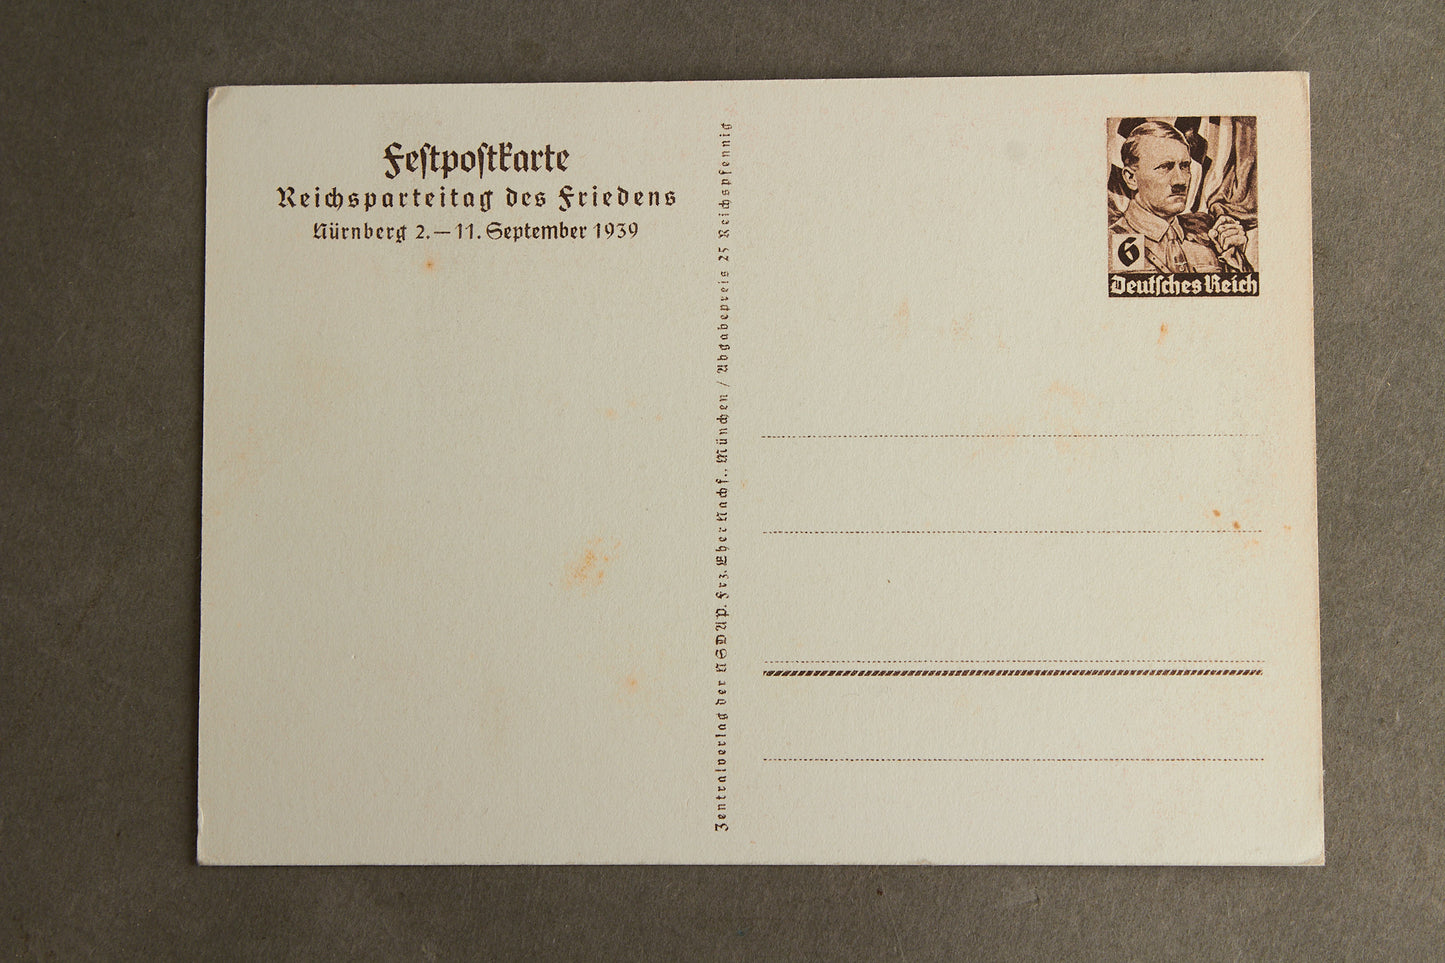 Festpostkarte
Reichsparteitag des Friedens
Nürnberg 2.—11. September 1939
Zentralverlag der NSDAP. Frz. Eher Nachf., München / Abgabepreis 25 Reichspfennig
6
Deutsches Reich